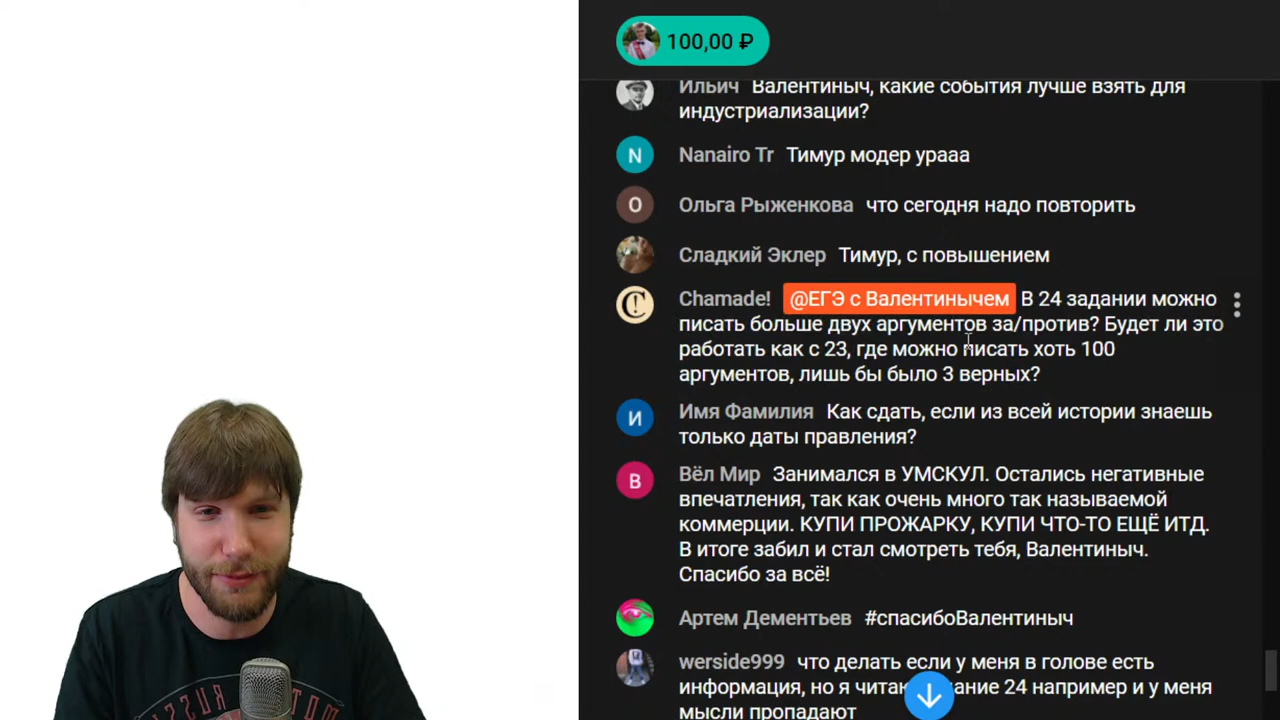 100,00 ₽
Ильич Валентиныч, какие события лучше взять для
индустриализации?
N Nanairo Tr Тимур модер урааа
О Ольга Рыженкова что сегодня надо повторить
Сладкий Эклер Тимур, с повышением
C! Chamade! @ЕГЭ с Валентинычем В 24 задании можно
писать больше двух аргументов за/против? Будет ли это
работать как с 23, где можно писать хоть 100
аргументов, лишь бы было 3 верных?
И Имя Фамилия Как сдать, если из всей истории знаешь
только даты правления?
В Вёл Мир Занимался в УМСКУЛ. Остались негативные
впечатления, так как очень много так называемой
коммерции. КУПИ ПРОЖАРКУ, КУПИ ЧТО-ТО ЕЩЁ ИТД.
В итоге забил и стал смотреть тебя, Валентиныч.
Спасибо за всё!
Артем Дементьев #спасибоВалентиныч
werside999 что делать если у меня в голове есть
информация, но я 24 например и у меня
мысли пропадают